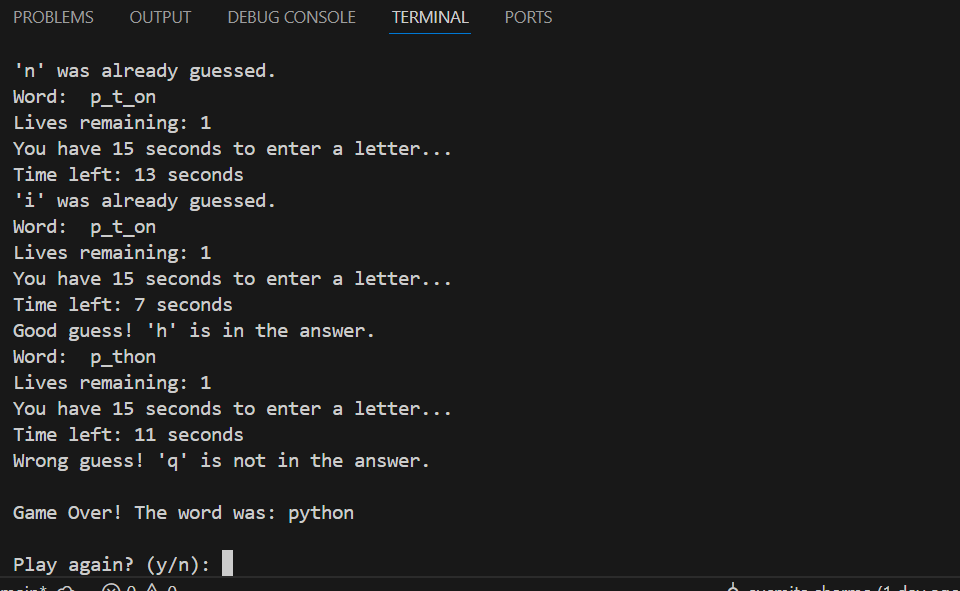 PROBLEMS OUTPUT DEBUG CONSOLE TERMINAL PORTS
'n' was already guessed.
Word:  p_t_on
Lives remaining: 1
You have 15 seconds to enter a letter...
Time left: 13 seconds
'i' was already guessed.
Word:  p_t_on
Lives remaining: 1
You have 15 seconds to enter a letter...
Time left: 7 seconds
Good guess! 'h' is in the answer.
Word:  p_thon
Lives remaining: 1
You have 15 seconds to enter a letter...
Time left: 11 seconds
Wrong guess! 'q' is not in the answer.
Game Over! The word was: python
Play again? (y/n):